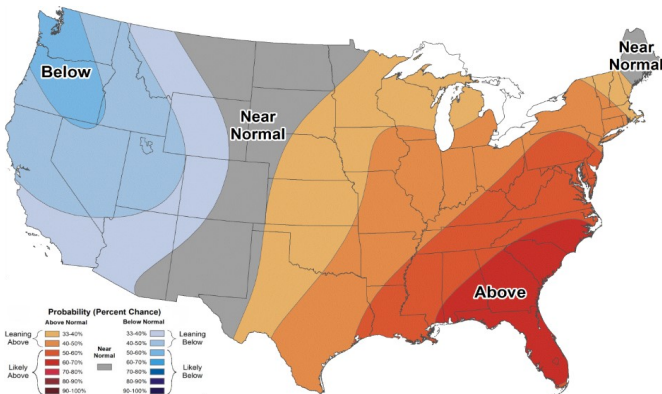 Below
Near
Normal
Near
Normal
Above
Probability (Percent Chance)
Above Normal
Below Normal
Leaning
Above
33-40%
40-50%
Likely
Above
50-60%
60-70%
70-80%
80-90%
90-100%
Near
Normal
33-40%
40-50%
Leaning
Below
50-60%
60-70%
70-80%
80-90%
90-100%
Likely
Below